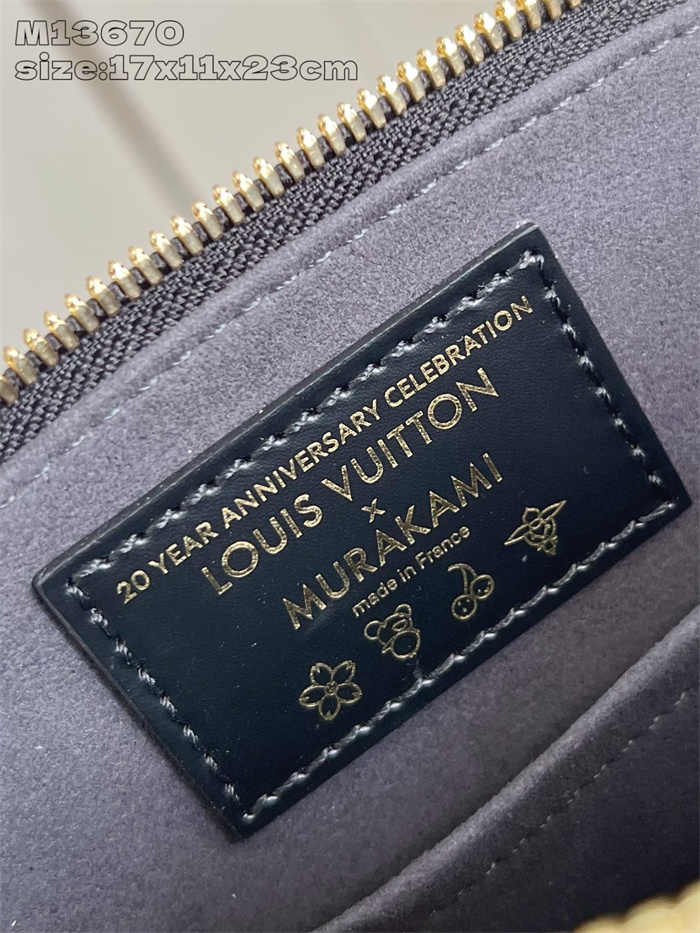 M13670
size:17x11x23cm
20 YEAR ANNIVERSARY CELEBRATION
LOUIS VUITTON
x
MURAKAMI
made in France